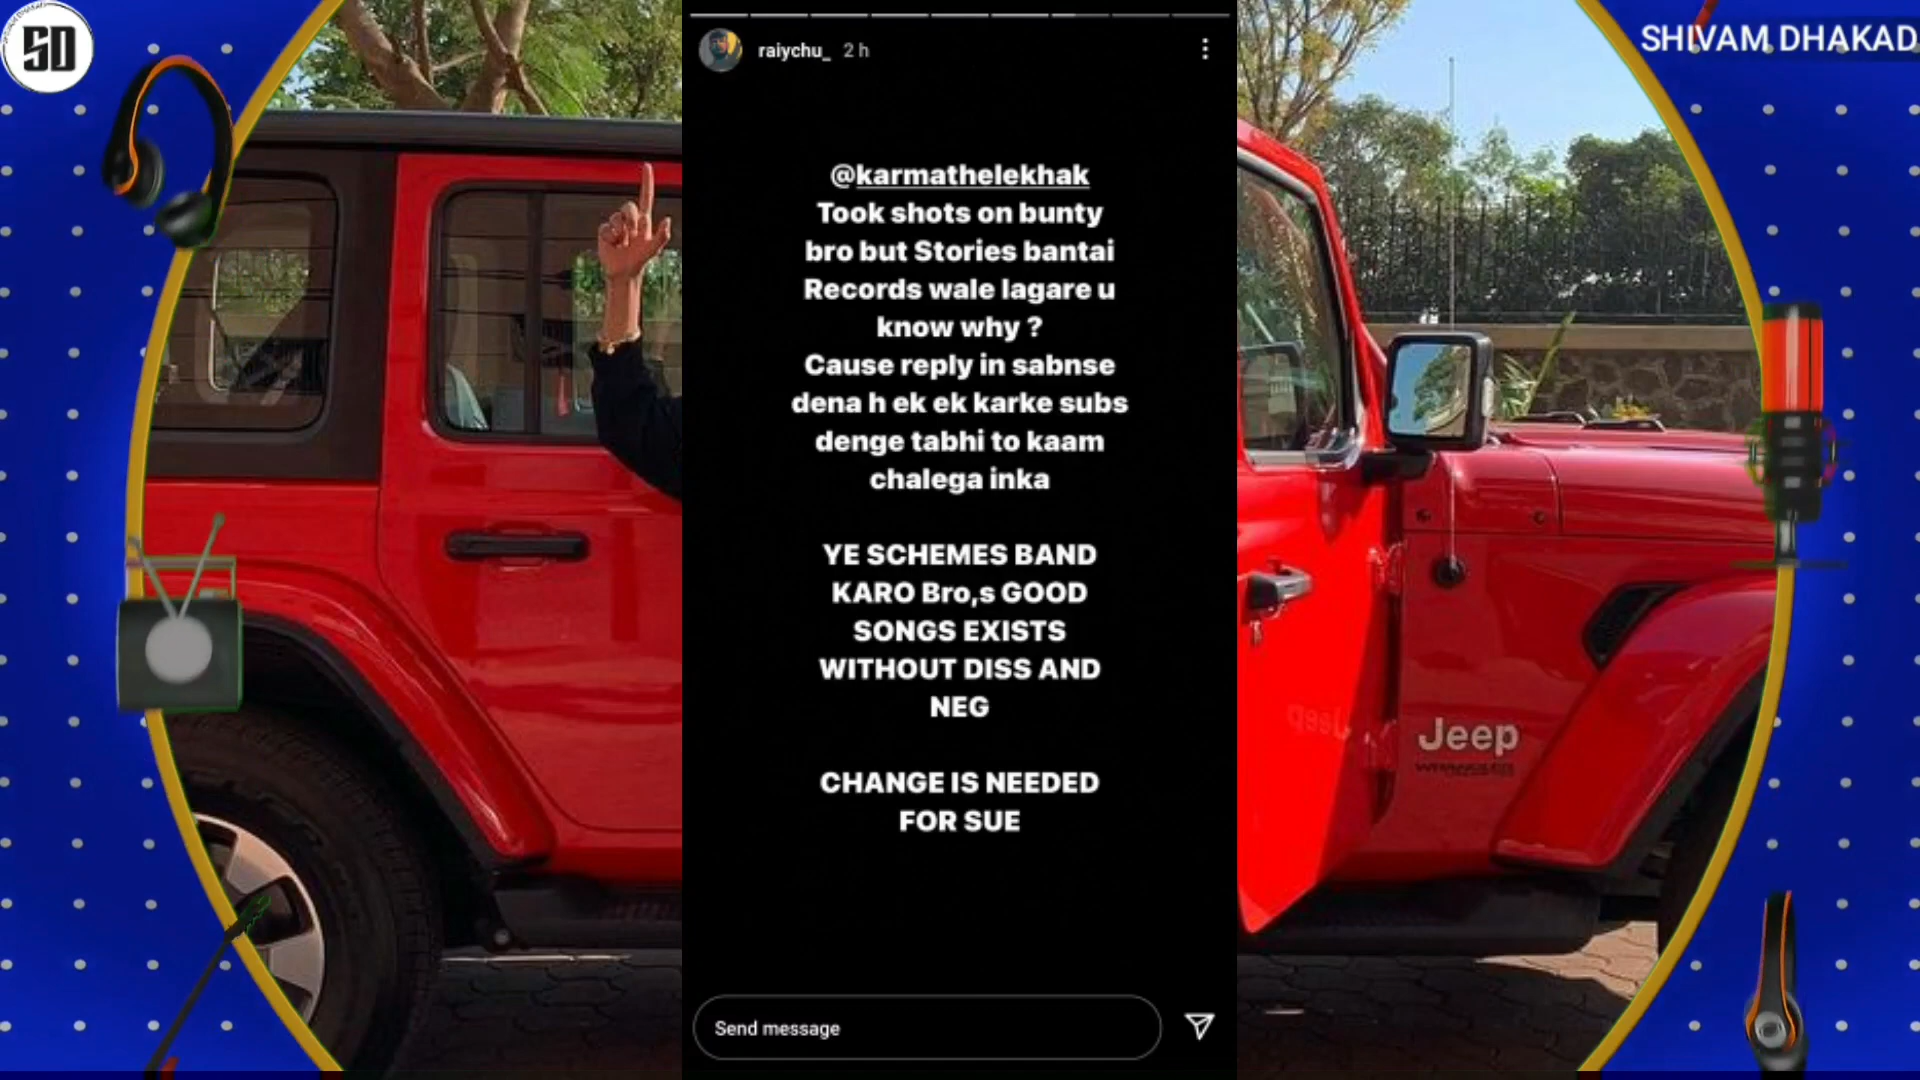 SD
SHIVAM DHAKAD
raiychu_ 2 h
@karmathelekhak
Took shots on bunty
bro but Stories bantai
Records wale lagare u
know why ?
Cause reply in sabnse
dena h ek ek karke subs
denge tabhi to kaam
chalega inka
YE SCHEMES BAND
KARO Bro,s GOOD
SONGS EXISTS
WITHOUT DISS AND
NEG
CHANGE IS NEEDED
FOR SUE
Jeep
Send message